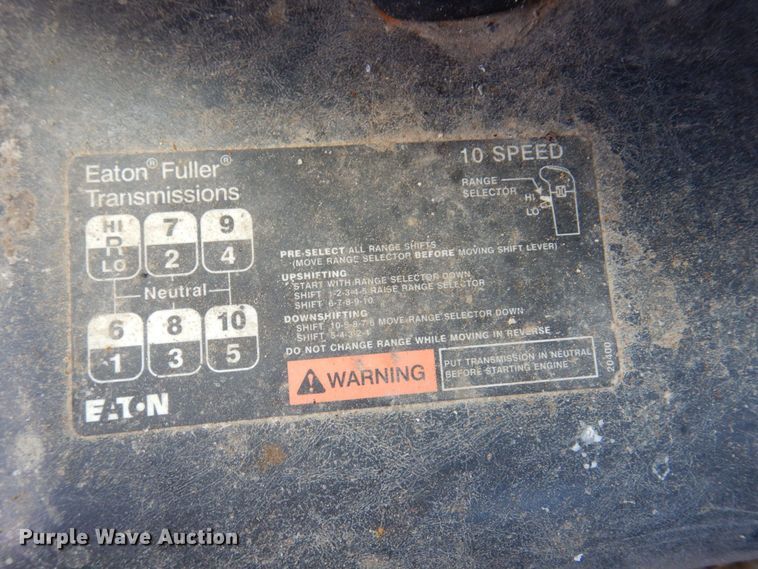 Eaton® Fuller®
Transmissions
10 SPEED
RANGE
SELECTOR
HI
LO
HI
R
LO
7
2
9
4
Neutral
6
1
8
3
10
5
PRE-SELECT ALL RANGE SHIFTS
(MOVE RANGE SELECTOR BEFORE MOVING SHIFT LEVER)
UPSHIFTING
START WITH RANGE SELECTOR DOWN
SHIFT 1-2-3-4-5 RAISE RANGE SELECTOR
SHIFT 6-7-8-9-10
DOWNSHIFTING
SHIFT 10-9-8-7-6 MOVE RANGE SELECTOR DOWN
SHIFT 5-4-3-2-1
DO NOT CHANGE RANGE WHILE MOVING IN REVERSE
WARNING
PUT TRANSMISSION IN NEUTRAL
BEFORE STARTING ENGINE
20400
EATON
Purple Wave Auction